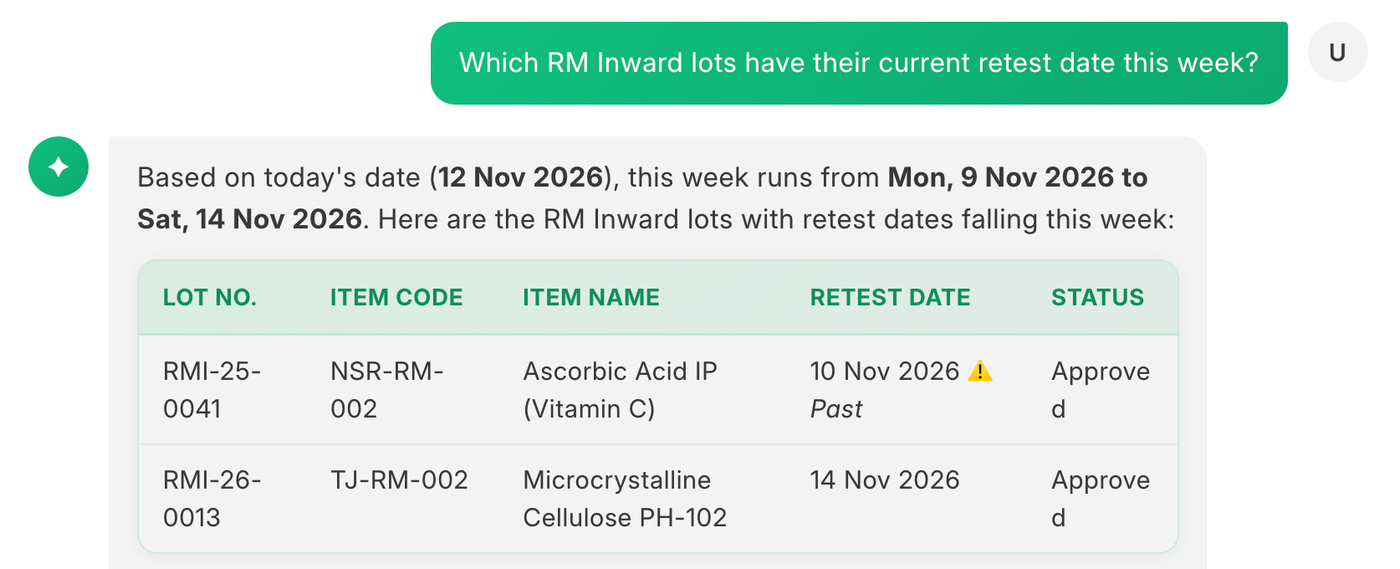 Which RM Inward lots have their current retest date this week?
U
Based on today's date (12 Nov 2026), this week runs from Mon, 9 Nov 2026 to
Sat, 14 Nov 2026. Here are the RM Inward lots with retest dates falling this week:
LOT NO. ITEM CODE ITEM NAME RETEST DATE STATUS
RMI-25- NSR-RM- Ascorbic Acid IP 10 Nov 2026 ⚠️ Approve
0041 002 (Vitamin C) Past d
RMI-26- TJ-RM-002 Microcrystalline 14 Nov 2026 Approve
0013 Cellulose PH-102 d